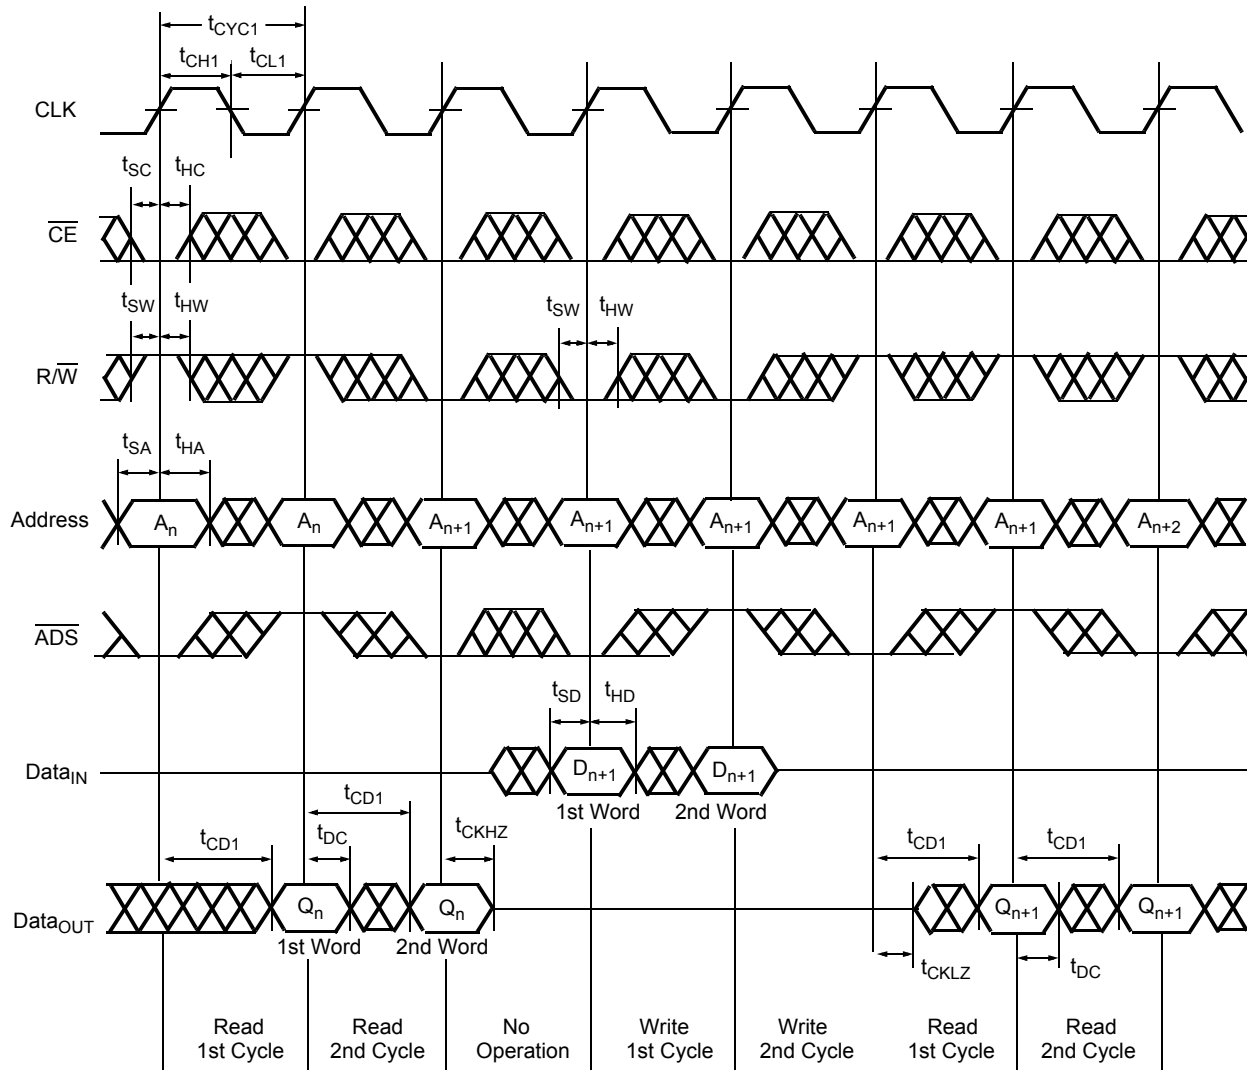 tCYC1
tCH1 tCL1
CLK
tSC tHC
CE
tSW tHW tSW tHW
R/W
tSA tHA
Address An An An+1 An+1 An+1 An+1 An+1 An+2
ADS
tSD tHD
DataIN Dn+1 Dn+1
1st Word 2nd Word
tCD1 tDC tCD1 tCKHZ tCD1 tCD1
DataOUT Qn Qn Qn+1 Qn+1
1st Word 2nd Word
tCKLZ tDC
Read Read No Write Write Read Read
1st Cycle 2nd Cycle Operation 1st Cycle 2nd Cycle 1st Cycle 2nd Cycle